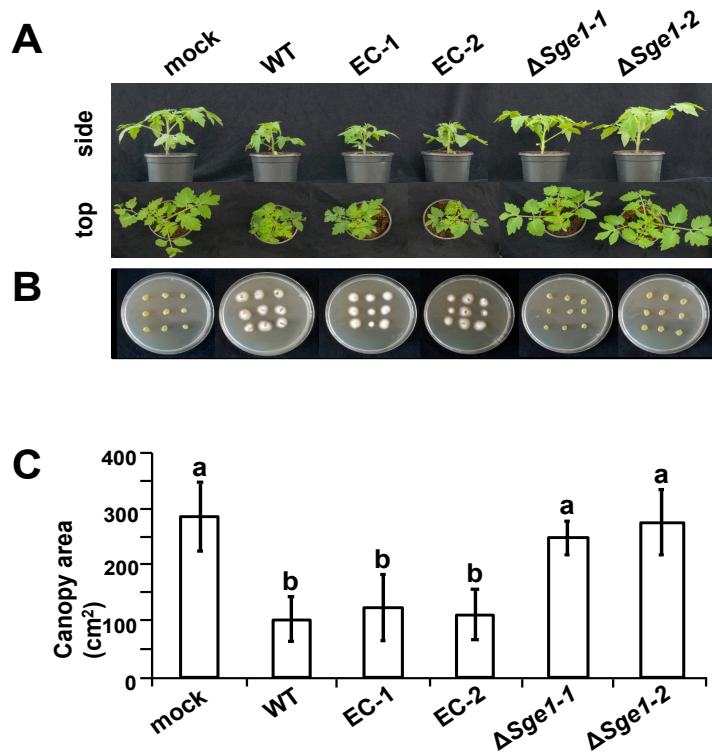 A
mock WT EC-1 EC-2 ΔSge1-1 ΔSge1-2
side
top
B
C
Canopy area
(cm²)
400
300
200
100
0
a b b b a a
mock WT EC-1 EC-2 ΔSge1-1 ΔSge1-2